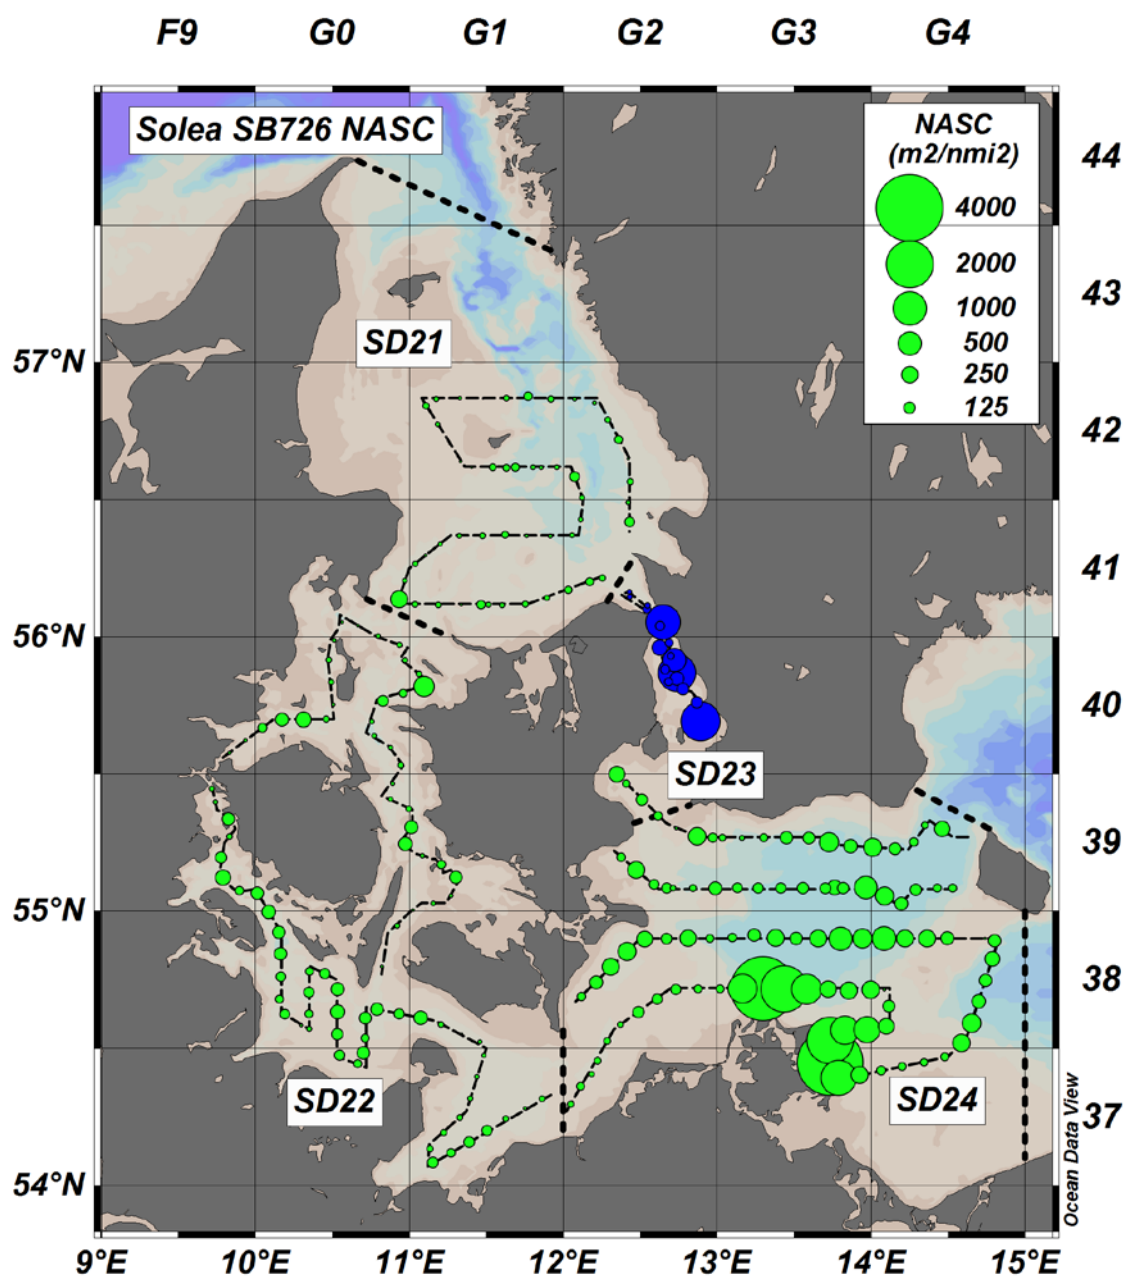 F9 G0 G1 G2 G3 G4
Solea SB726 NASC
NASC
(m2/nmi2)
4000
2000
1000
500
250
125
44
43
42
41
40
39
38
37
57°N
56°N
55°N
54°N
SD21
SD23
SD22
SD24
Ocean Data View
9°E 10°E 11°E 12°E 13°E 14°E 15°E